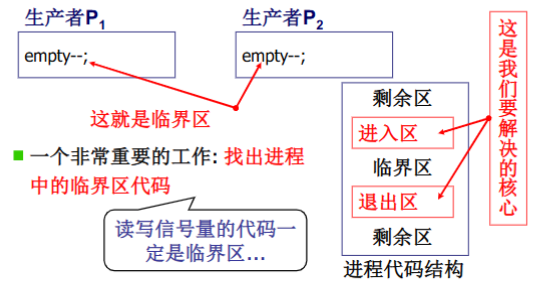 生产者P1
生产者P2
empty--;
empty--;
这就是临界区
一个非常重要的工作: 找出进程
中的临界区代码
读写信号量的代码一
定是临界区...
剩余区
进入区
临界区
退出区
剩余区
进程代码结构
这是我们要解决的核心